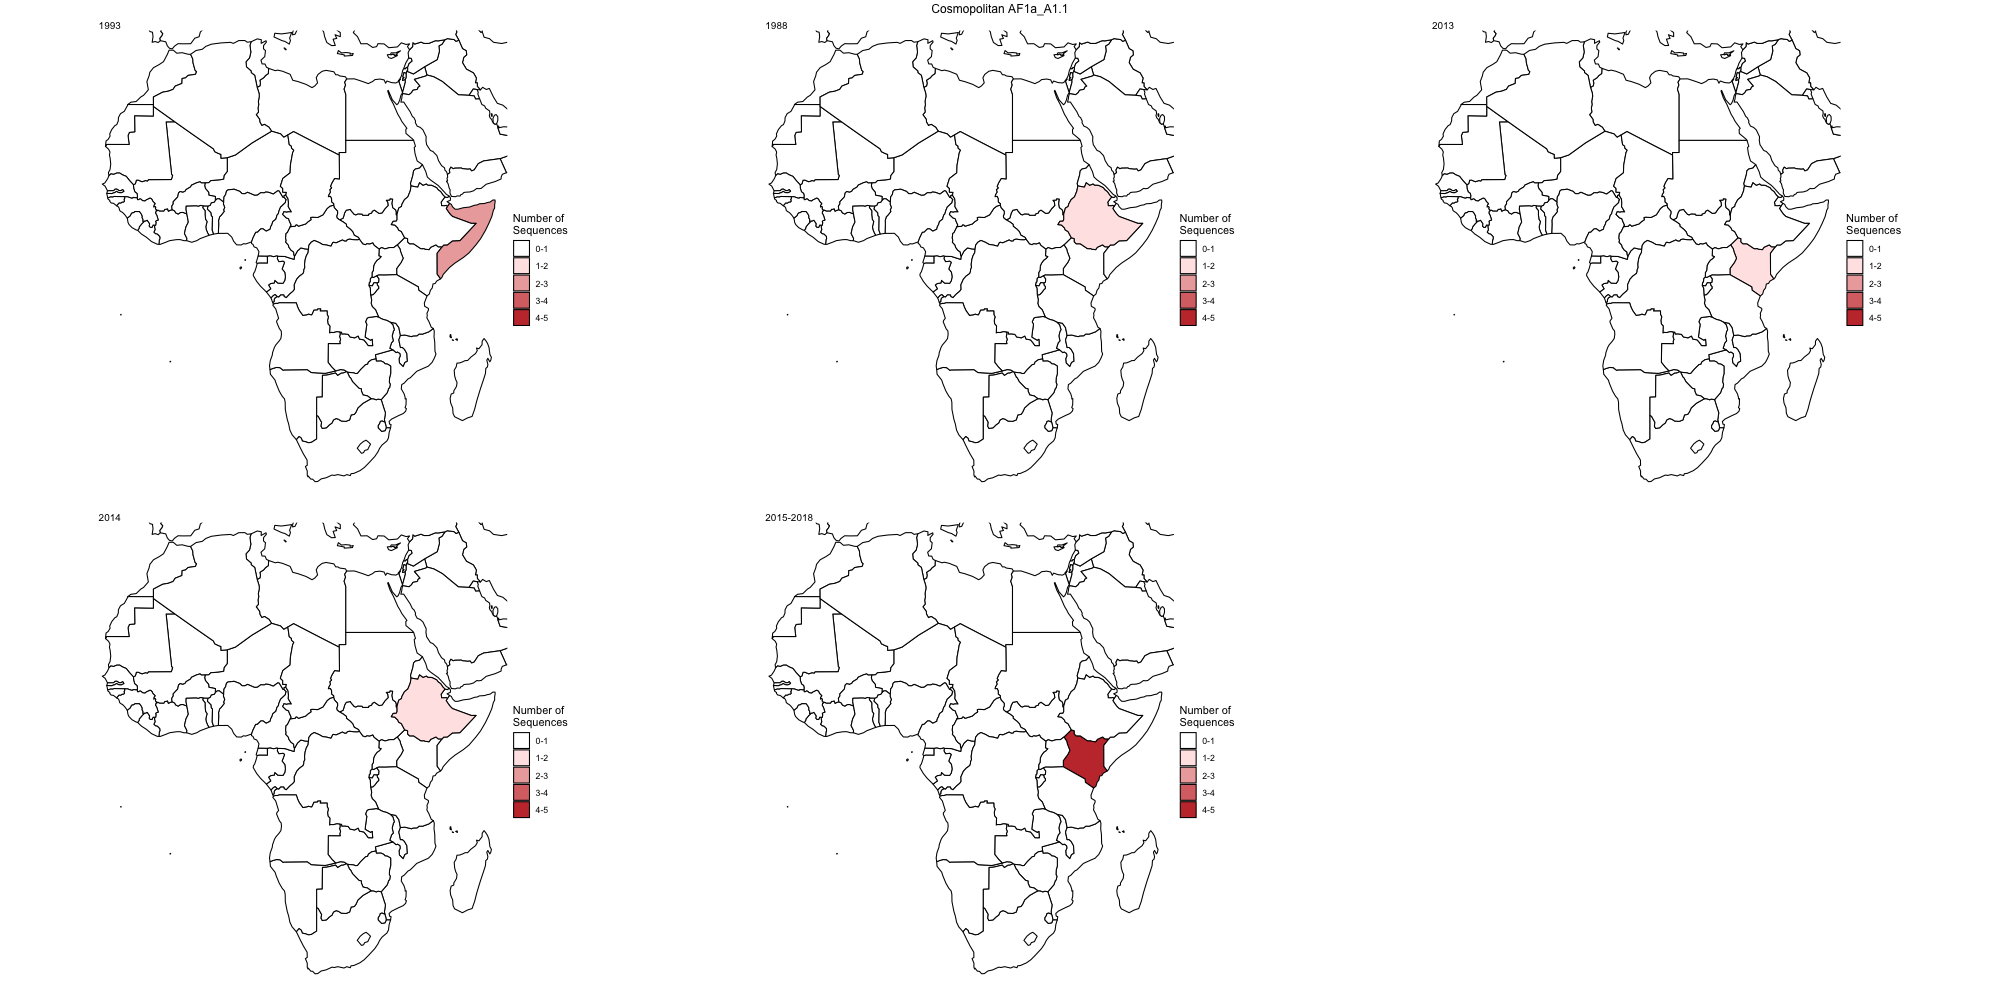 Cosmopolitan AF1a_A1.1
1993
Number of
Sequences
0-1
1-2
2-3
3-4
4-5
1988
Number of
Sequences
0-1
1-2
2-3
3-4
4-5
2013
Number of
Sequences
0-1
1-2
2-3
3-4
4-5
2014
Number of
Sequences
0-1
1-2
2-3
3-4
4-5
2015-2018
Number of
Sequences
0-1
1-2
2-3
3-4
4-5